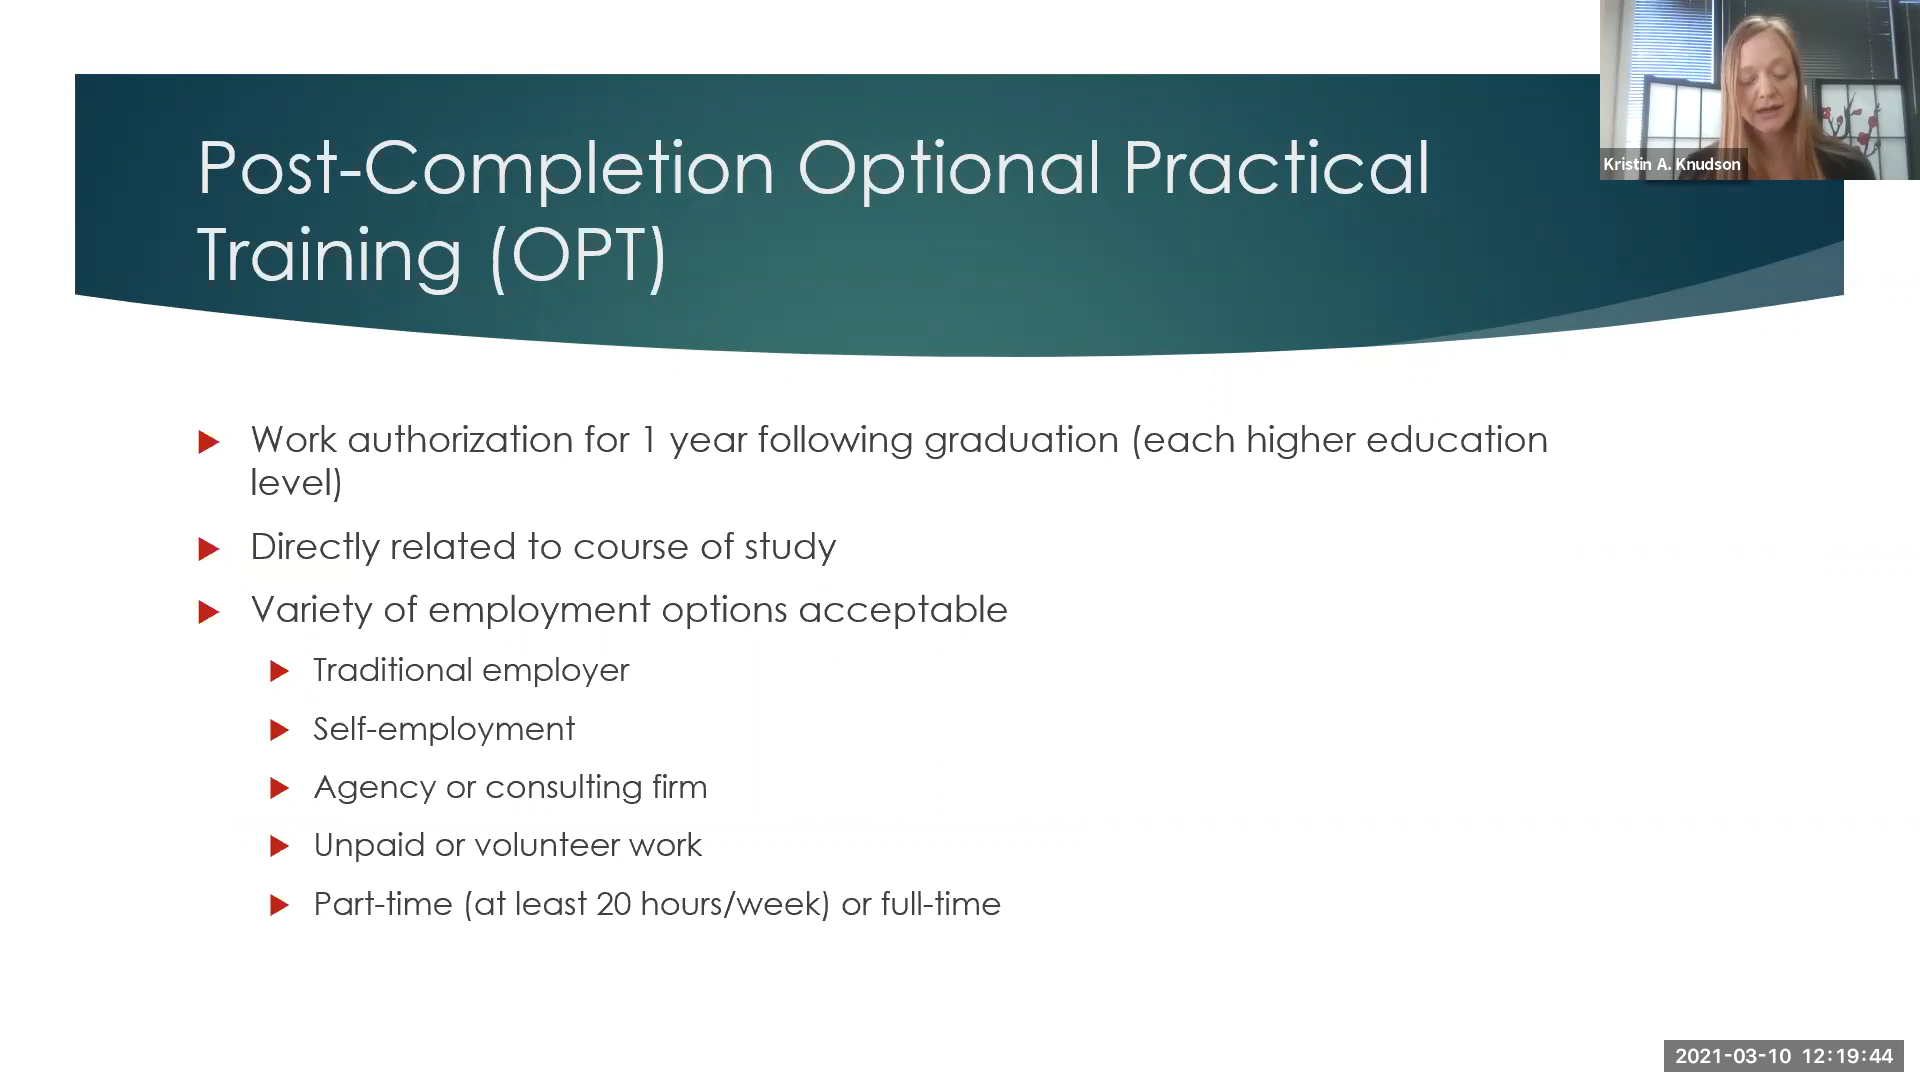 Post-Completion Optional Practical
Training (OPT)
Kristin A. Knudson
Work authorization for 1 year following graduation (each higher education
level)
Directly related to course of study
Variety of employment options acceptable
Traditional employer
Self-employment
Agency or consulting firm
Unpaid or volunteer work
Part-time (at least 20 hours/week) or full-time
2021-03-10 12:19:44